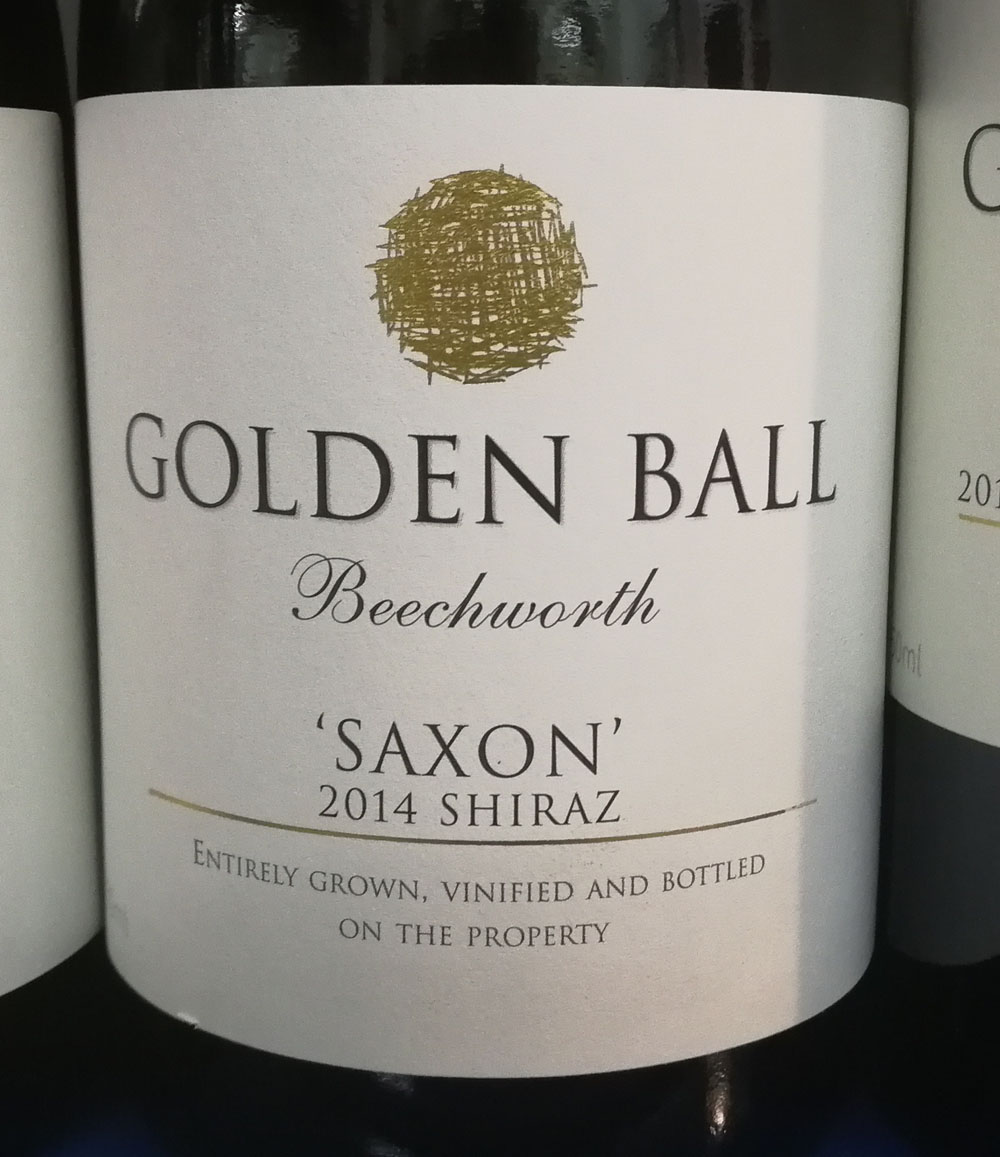 GOLDEN BALL
Beechworth
‘SAXON’
2014 SHIRAZ
ENTIRELY GROWN, VINIFIED AND BOTTLED
ON THE PROPERTY